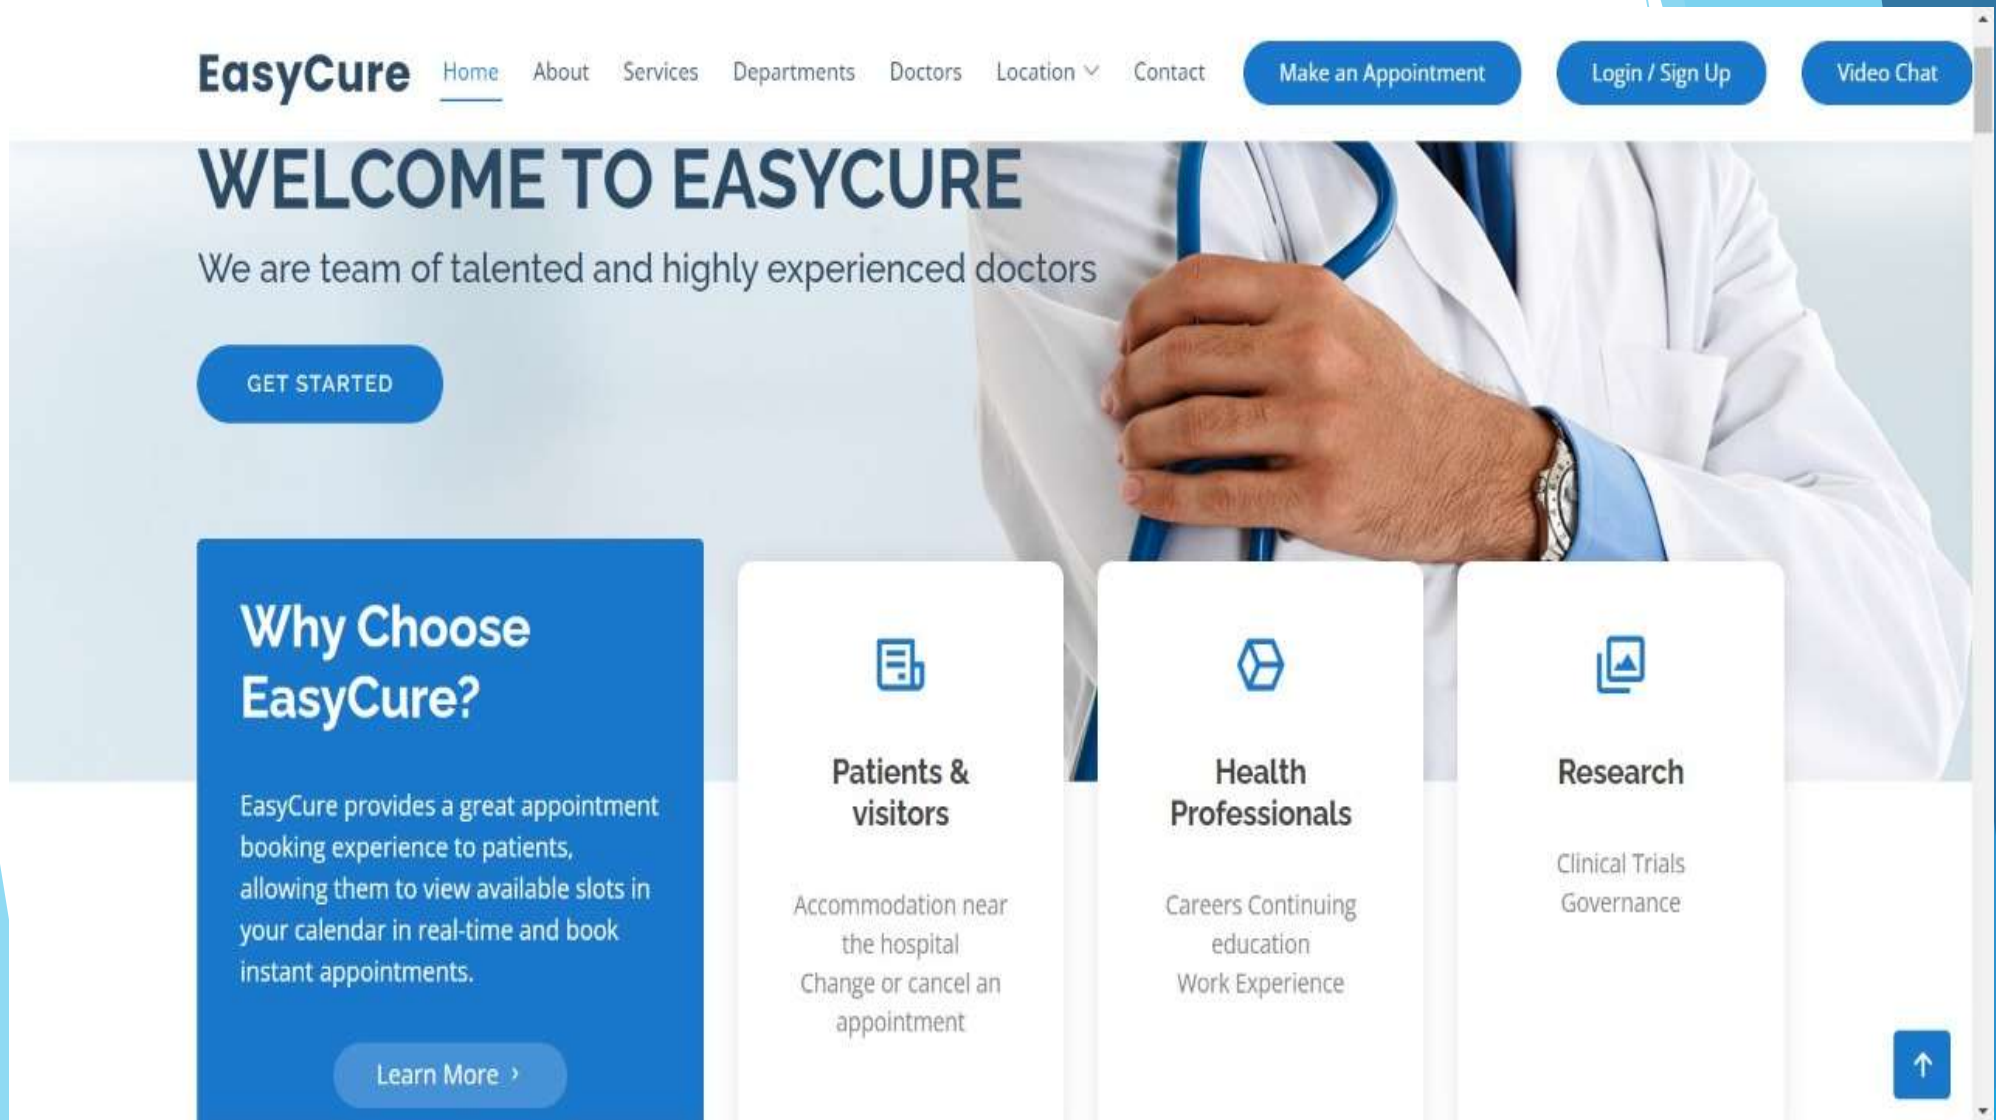 EasyCure Home About Services Departments Doctors Location Contact Make an Appointment Login / Sign Up Video Chat
WELCOME TO EASYCURE
We are team of talented and highly experienced doctors
GET STARTED
Why Choose
EasyCure?
EasyCure provides a great appointment
booking experience to patients,
allowing them to view available slots in
your calendar in real-time and book
instant appointments.
Learn More
Patients &
visitors
Accommodation near
the hospital
Change or cancel an
appointment
Health
Professionals
Careers Continuing
education
Work Experience
Research
Clinical Trials
Governance